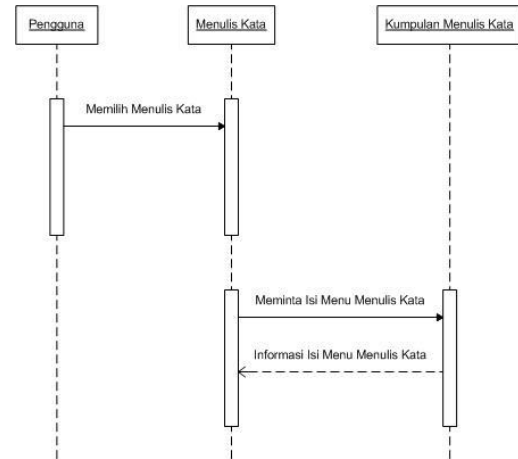 Pengguna
Menulis Kata
Kumpulan Menulis Kata
Memilih Menulis Kata
Meminta Isi Menu Menulis Kata
Informasi Isi Menu Menulis Kata